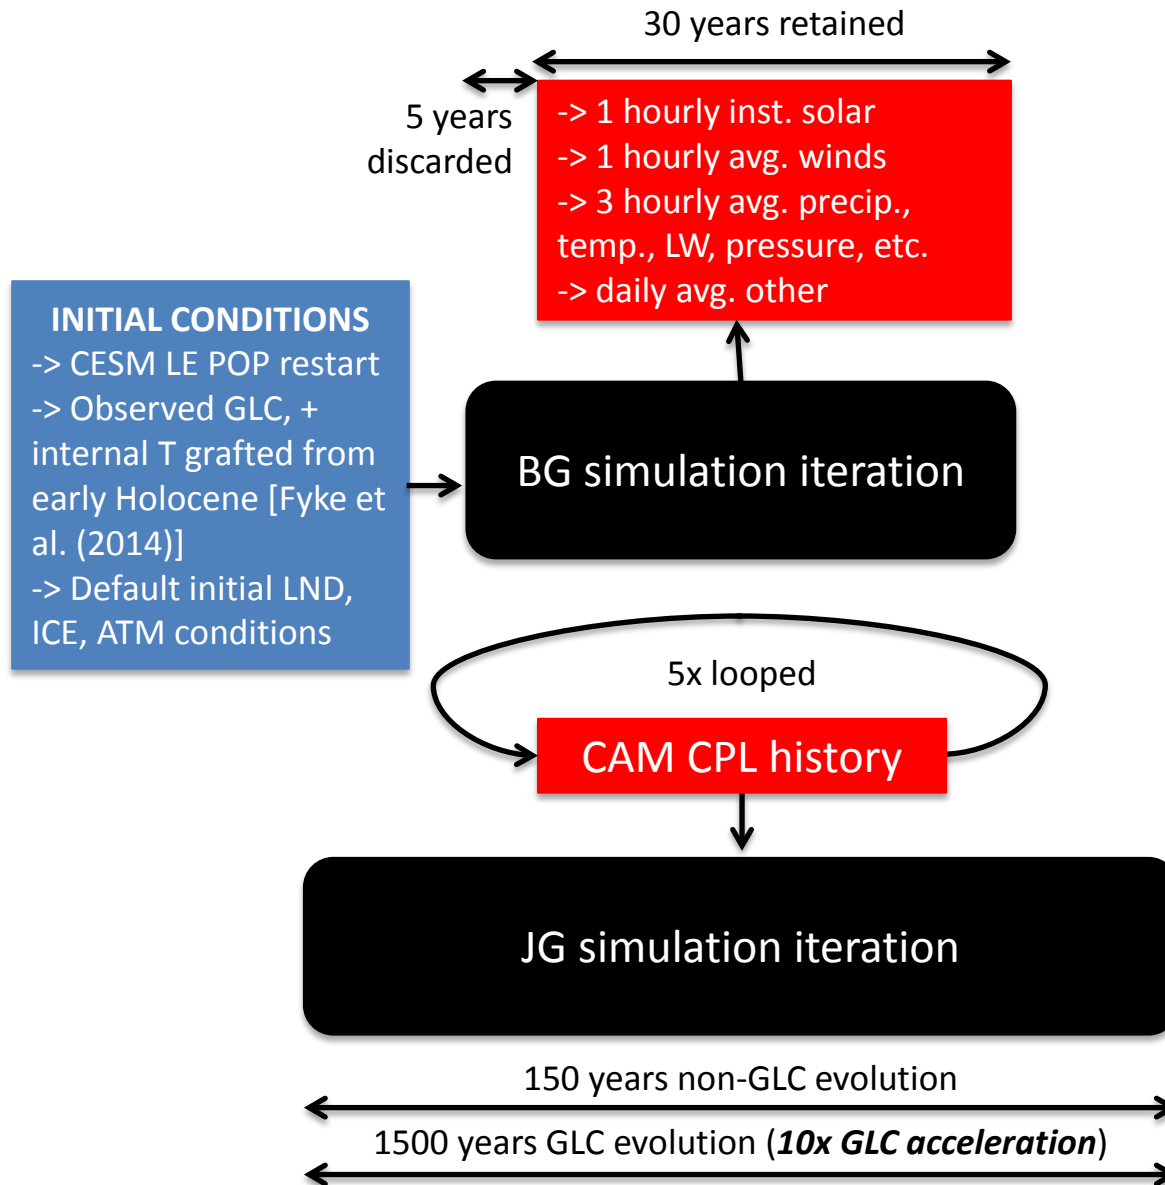 30 years retained
5 years
discarded
-> 1 hourly inst. solar
-> 1 hourly avg. winds
-> 3 hourly avg. precip.,
temp., LW, pressure, etc.
-> daily avg. other
INITIAL CONDITIONS
-> CESM LE POP restart
-> Observed GLC, +
internal T grafted from
early Holocene [Fyke et
al. (2014)]
-> Default initial LND,
ICE, ATM conditions
BG simulation iteration
5x looped
CAM CPL history
JG simulation iteration
150 years non-GLC evolution
1500 years GLC evolution (10x GLC acceleration)